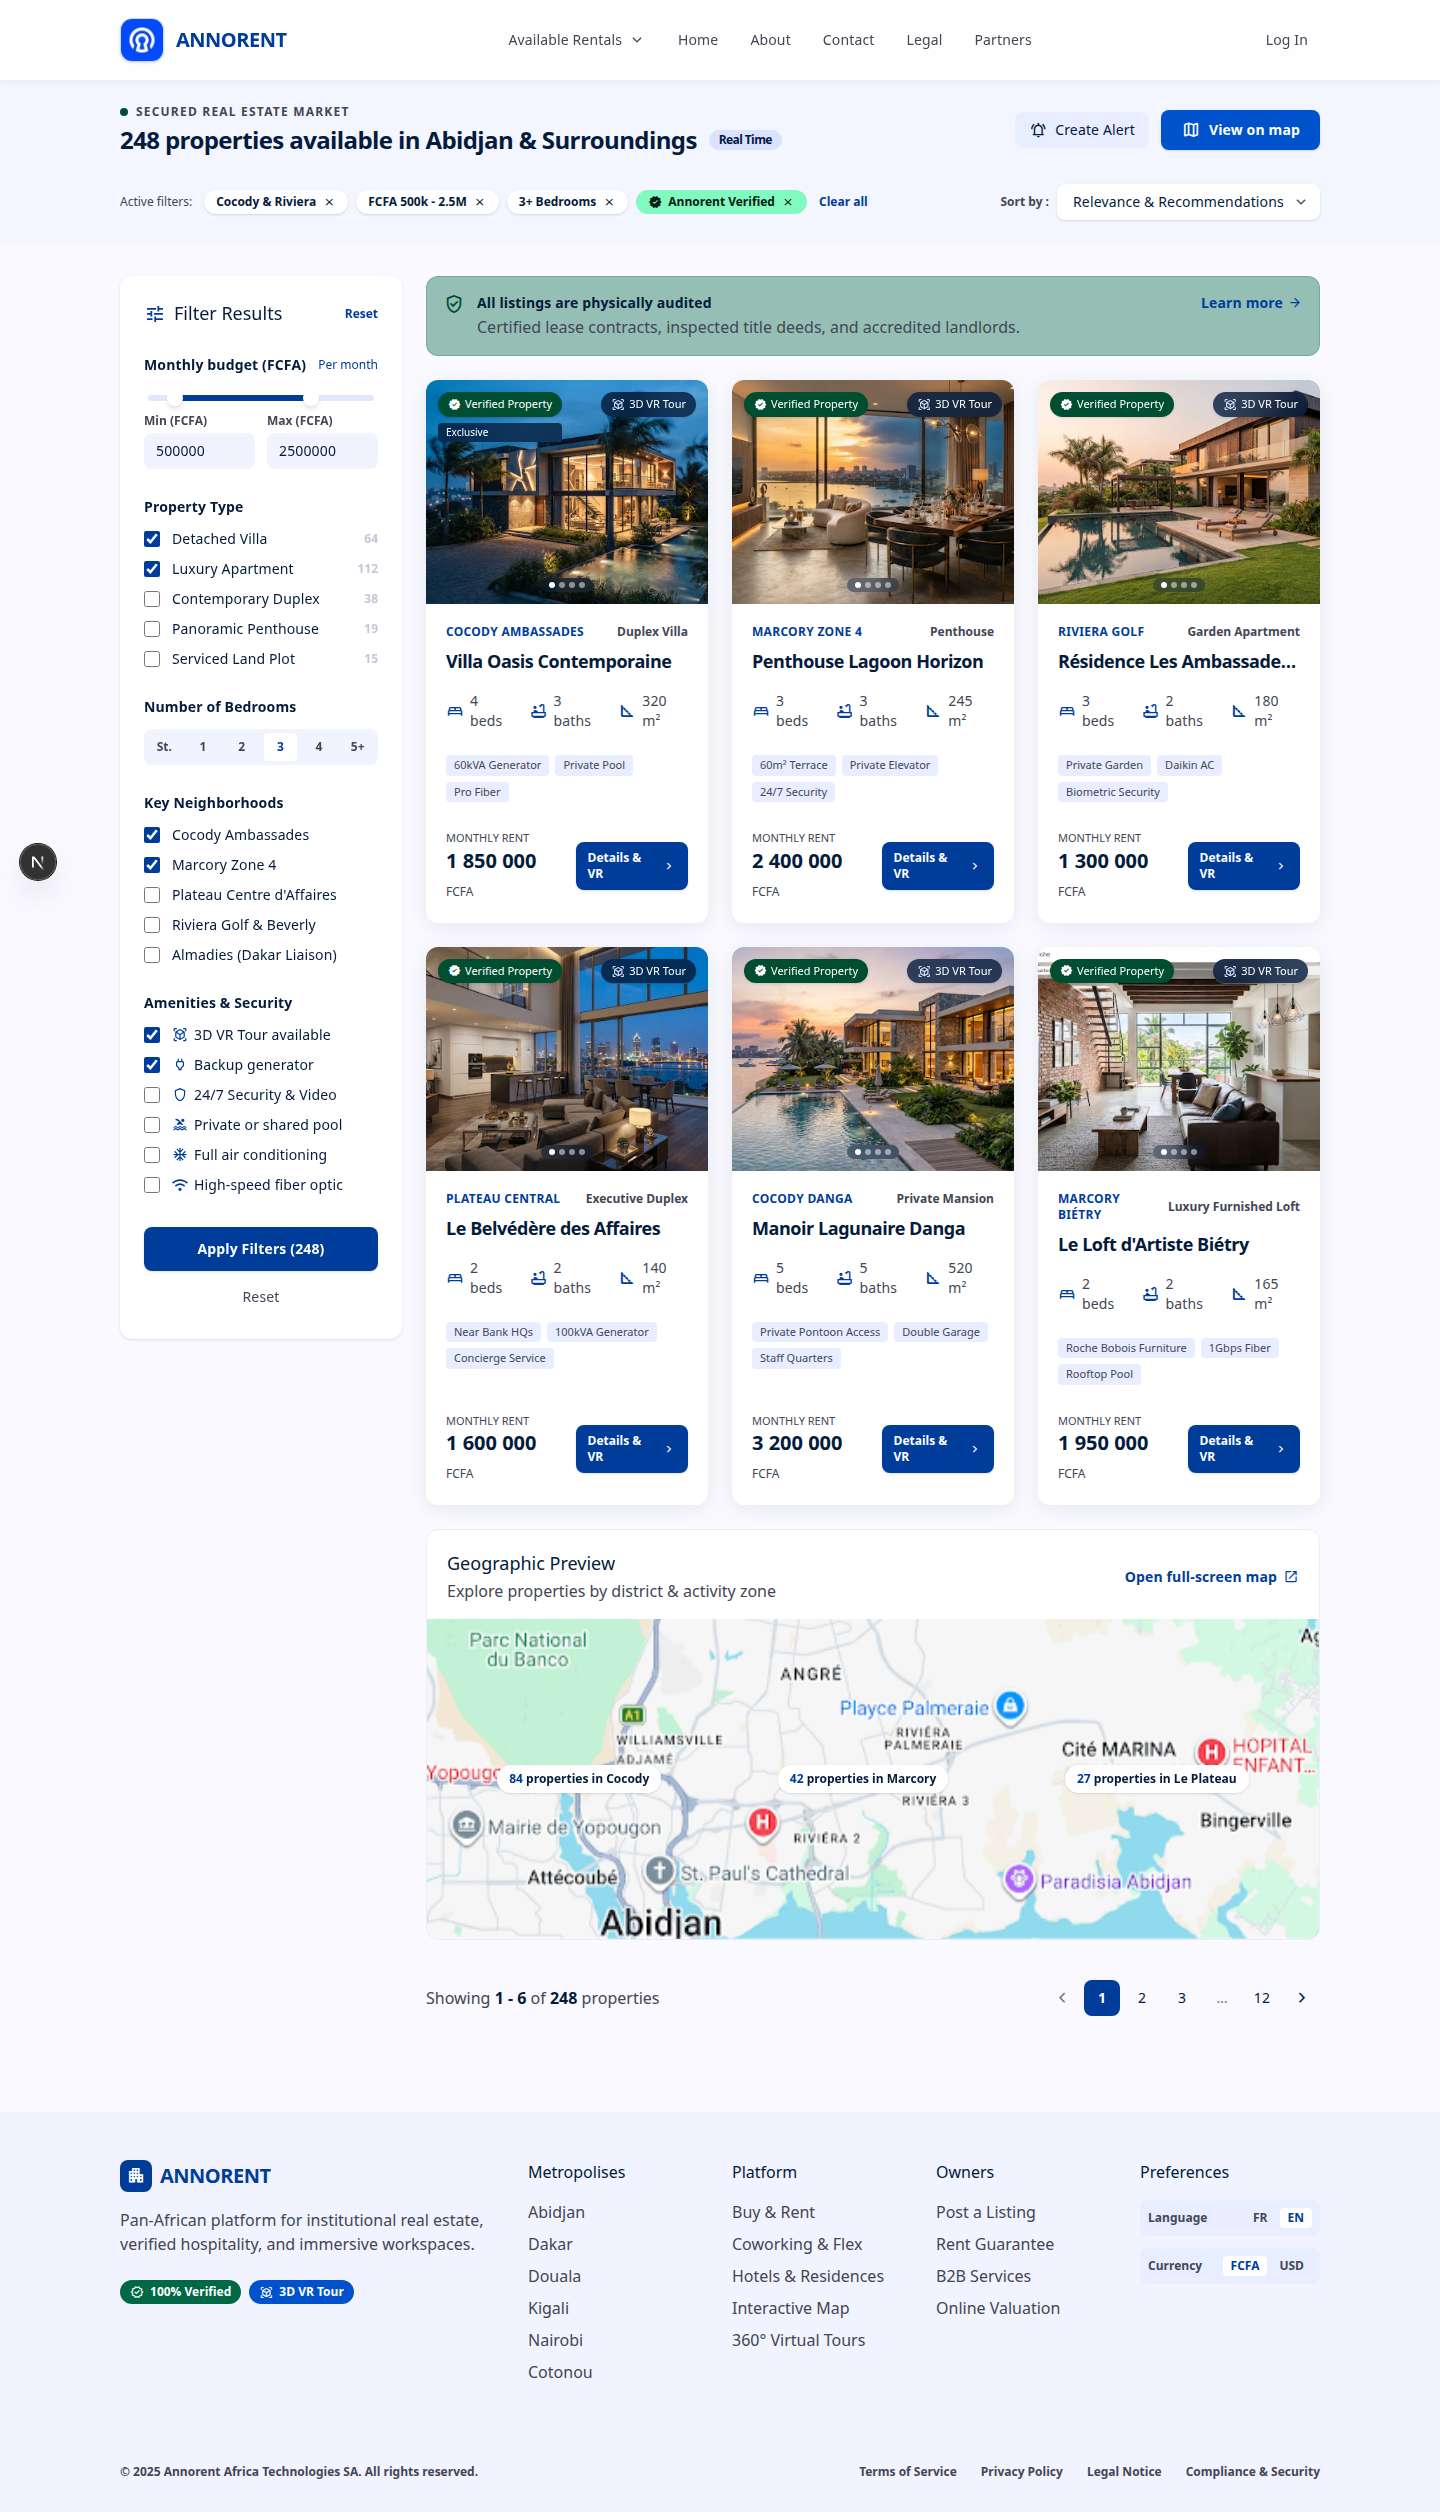 ANNORENT
Available Rentals
Home
About
Contact
Legal
Partners
Log In
SECURED REAL ESTATE MARKET
248 properties available in Abidjan & Surroundings
Real Time
Create Alert
View on map
Active filters:
Cocody & Riviera
FCFA 500k - 2.5M
3+ Bedrooms
Annorent Verified
Clear all
Sort by :
Relevance & Recommendations
Filter Results
Reset
Monthly budget (FCFA)
Per month
Min (FCFA)
Max (FCFA)
500000
2500000
Property Type
Detached Villa 64
Luxury Apartment 112
Contemporary Duplex 38
Panoramic Penthouse 19
Serviced Land Plot 15
Number of Bedrooms
St. 1 2 3 4 5+
Key Neighborhoods
Cocody Ambassades
Marcory Zone 4
Plateau Centre d'Affaires
Riviera Golf & Beverly
Almadies (Dakar Liaison)
Amenities & Security
3D VR Tour available
Backup generator
24/7 Security & Video
Private or shared pool
Full air conditioning
High-speed fiber optic
Apply Filters (248)
Reset
All listings are physically audited
Certified lease contracts, inspected title deeds, and accredited landlords.
Learn more
Verified Property
3D VR Tour
Exclusive
COCODY AMBASSADES
Duplex Villa
Villa Oasis Contemporaine
4 beds
3 baths
320 m²
60kVA Generator
Private Pool
Pro Fiber
MONTHLY RENT
1 850 000
FCFA
Details & VR
Verified Property
3D VR Tour
MARCORY ZONE 4
Penthouse
Penthouse Lagoon Horizon
3 beds
3 baths
245 m²
60m² Terrace
Private Elevator
24/7 Security
MONTHLY RENT
2 400 000
FCFA
Details & VR
Verified Property
3D VR Tour
RIVIERA GOLF
Garden Apartment
Résidence Les Ambassade...
3 beds
2 baths
180 m²
Private Garden
Daikin AC
Biometric Security
MONTHLY RENT
1 300 000
FCFA
Details & VR
Verified Property
3D VR Tour
PLATEAU CENTRAL
Executive Duplex
Le Belvédère des Affaires
2 beds
2 baths
140 m²
Near Bank HQs
100kVA Generator
Concierge Service
MONTHLY RENT
1 600 000
FCFA
Details & VR
Verified Property
3D VR Tour
COCODY DANGA
Private Mansion
Manoir Lagunaire Danga
5 beds
5 baths
520 m²
Private Pontoon Access
Double Garage
Staff Quarters
MONTHLY RENT
3 200 000
FCFA
Details & VR
Verified Property
3D VR Tour
MARCORY BIÉTRY
Luxury Furnished Loft
Le Loft d'Artiste Biétry
2 beds
2 baths
165 m²
Roche Bobois Furniture
1Gbps Fiber
Rooftop Pool
MONTHLY RENT
1 950 000
FCFA
Details & VR
Geographic Preview
Explore properties by district & activity zone
Open full-screen map
Parc National
du Banco
ANGRÉ
Ag
Playce Palmeraie
A1
WILLIAMSVILLE
RIVIÉRA
PALMERAIE
ADJAMÉ
Cité MARINA
HOPITAL
ENFANT...
Yopougo
84 properties in Cocody
42 properties in Marcory
27 properties in Le Plateau
RIVIÉRA 3
Mairie de Yopougon
RIVIÉRA 2
Bingerville
Attécoubé
St. Paul's Cathedral
Paradisia Abidjan
Abidjan
Showing 1 - 6 of 248 properties
1 2 3 ... 12
ANNORENT
Pan-African platform for institutional real estate,
verified hospitality, and immersive workspaces.
100% Verified
3D VR Tour
Metropolises
Abidjan
Dakar
Douala
Kigali
Nairobi
Cotonou
Platform
Buy & Rent
Coworking & Flex
Hotels & Residences
Interactive Map
360° Virtual Tours
Owners
Post a Listing
Rent Guarantee
B2B Services
Online Valuation
Preferences
Language FR EN
Currency FCFA USD
© 2025 Annorent Africa Technologies SA. All rights reserved.
Terms of Service
Privacy Policy
Legal Notice
Compliance & Security